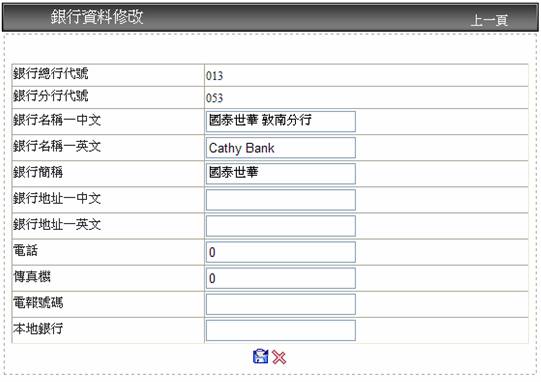 銀行資料修改 上一頁
銀行總行代號 013
銀行分行代號 053
銀行名稱一中文 國泰世華 敦南分行
銀行名稱一英文 Cathy Bank
銀行簡稱 國泰世華
銀行地址一中文
銀行地址一英文
電話 0
傳真機 0
電報號碼
本地銀行